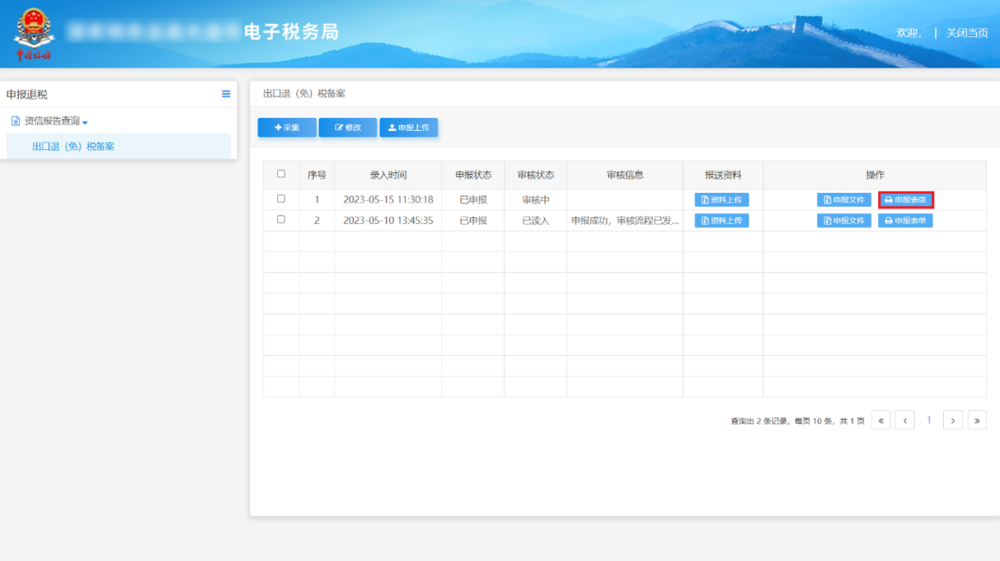 电子税务局
欢迎, | 关闭当页
中国税务
申报退税
资信报告查询
出口退（免）税备案
出口退（免）税备案
采集 修改 申报上传
序号 录入时间 申报状态 审核状态 审核信息 报送资料 操作
1 2023-05-15 11:30:18 已申报 审核中 资料上传 申报文件 申报表单
2 2023-05-10 13:45:35 已申报 已读入 申报成功，审核流程已发... 资料上传 申报文件 申报表单
查询出 2 条记录，每页 10 条，共 1 页 « ‹ 1 › »